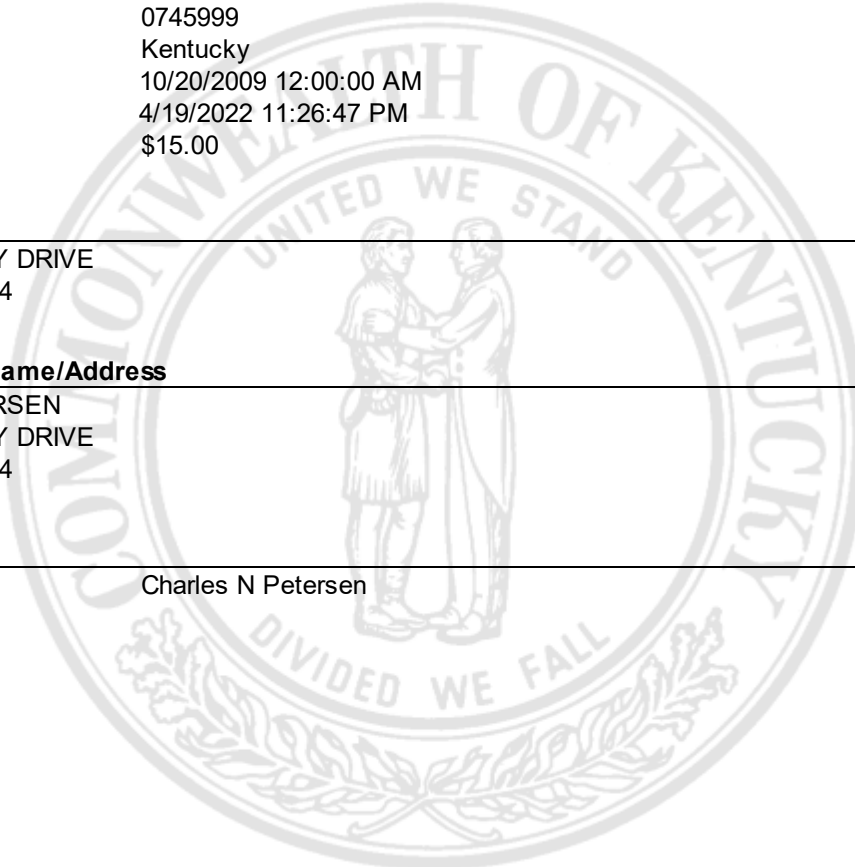 0745999
Kentucky
10/20/2009 12:00:00 AM
4/19/2022 11:26:47 PM
$15.00
Y DRIVE
4
ame/Address
RSEN
Y DRIVE
4
Charles N Petersen
COMMONWEALTH OF KENTUCKY
UNITED WE STAND
DIVIDED WE FALL